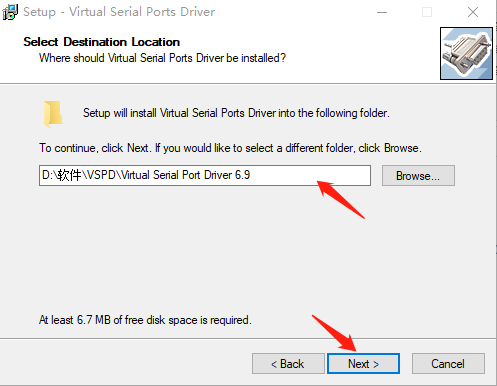 Setup - Virtual Serial Ports Driver
Select Destination Location
Where should Virtual Serial Ports Driver be installed?
Setup will install Virtual Serial Ports Driver into the following folder.
To continue, click Next. If you would like to select a different folder, click Browse.
D:\软件\VSPD\Virtual Serial Port Driver 6.9
Browse...
At least 6.7 MB of free disk space is required.
< Back
Next >
Cancel